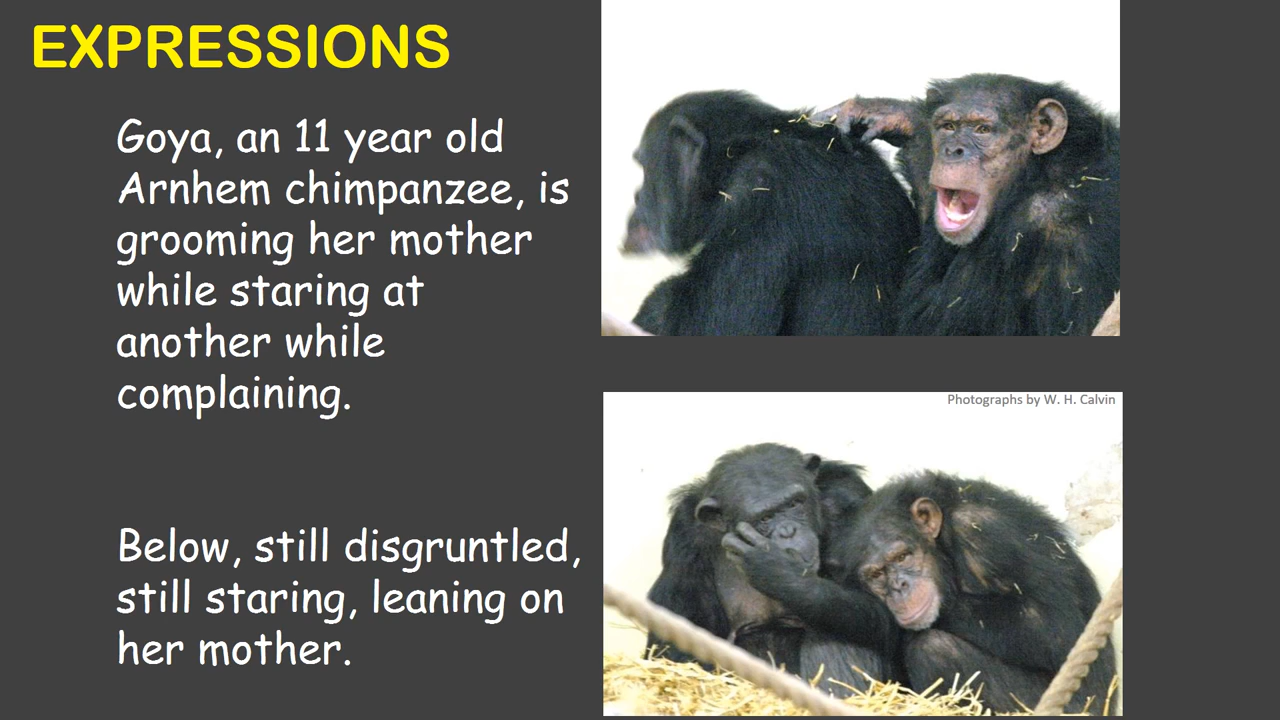 EXPRESSIONS
Goya, an 11 year old
Arnhem chimpanzee, is
grooming her mother
while staring at
another while
complaining.
Photographs by W. H. Calvin
Below, still disgruntled,
still staring, leaning on
her mother.